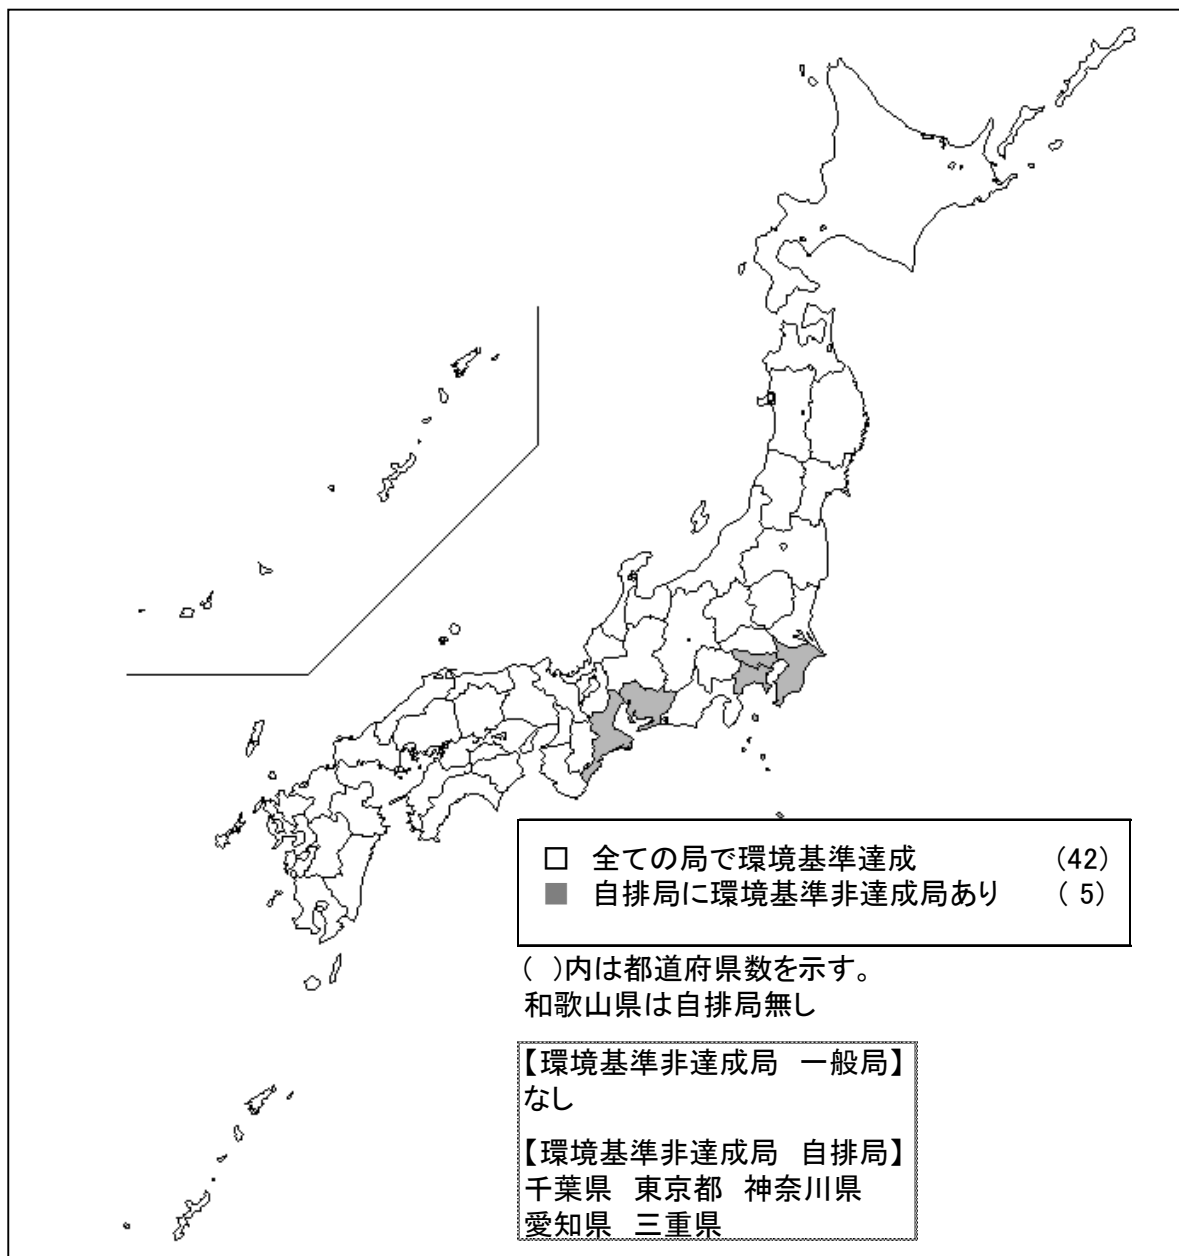 □ 全ての局で環境基準達成 (42)
■ 自排局に環境基準非達成局あり ( 5)
( )内は都道府県数を示す。
和歌山県は自排局無し
【環境基準非達成局 一般局】
なし
【環境基準非達成局 自排局】
千葉県 東京都 神奈川県
愛知県 三重県